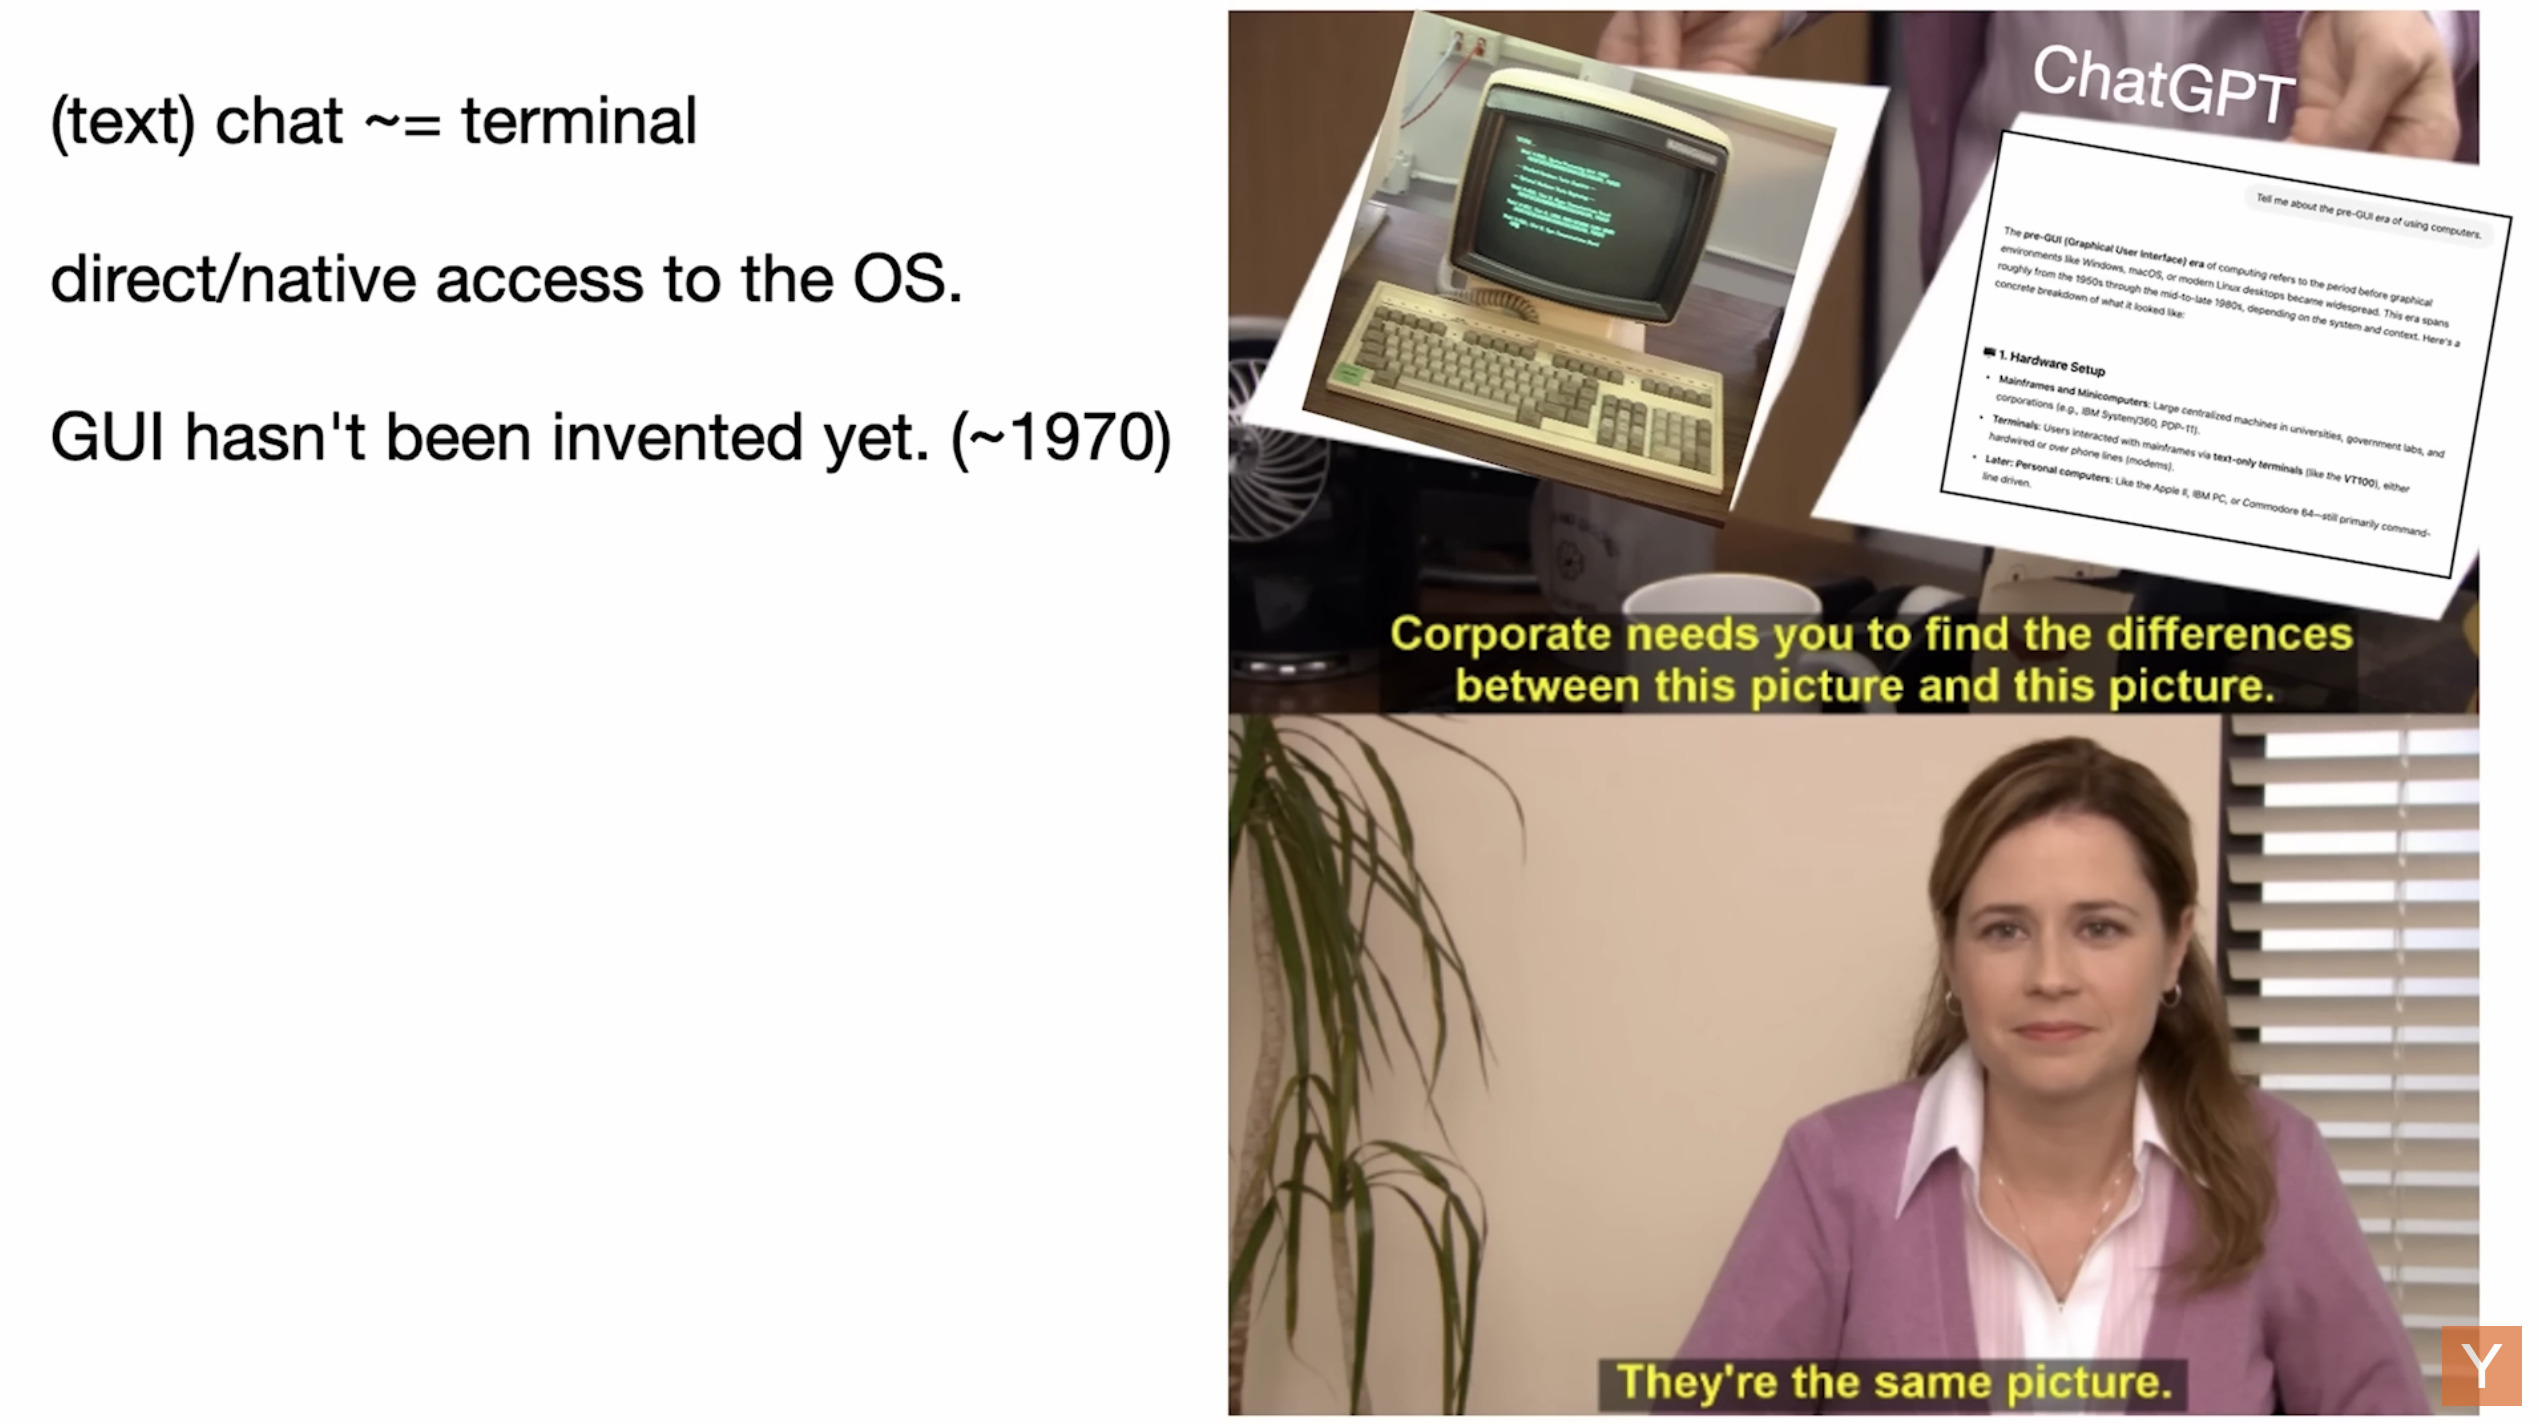 (text) chat ~= terminal
direct/native access to the OS.
GUI hasn't been invented yet. (~1970)
ChatGPT
Tell me about the pre-GUI era of using computers.
The pre-GUI (Graphical User Interface) era of computing refers to the period before graphical
environments like Windows, macOS, or modern Linux desktops became widespread. This era spans
roughly from the 1950s through the mid-to-late 1980s, depending on the system and context. Here's a
concrete breakdown of what it looked like:
1. Hardware Setup
• Mainframes and Minicomputers: Large centralized machines in universities, government labs, and
corporations (e.g., IBM System/360, PDP-11).
• Terminals: Users interacted with mainframes via text-only terminals (like the VT100), either
hardwired or over phone lines (modems).
• Later: Personal computers: Like the Apple II, IBM PC, or Commodore 64—still primarily command-
line driven.
Corporate needs you to find the differences
between this picture and this picture.
They're the same picture.
Y